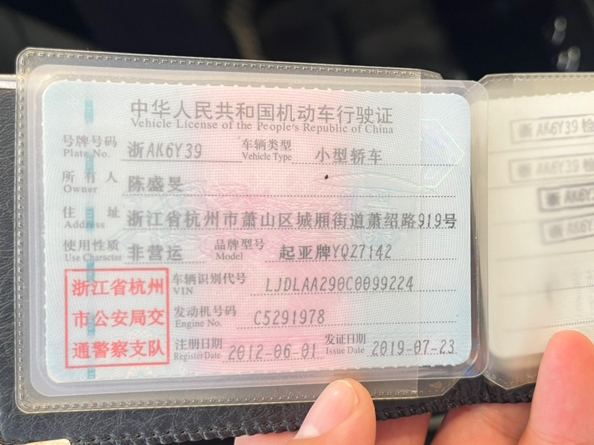 中华人民共和国机动车行驶证
Vehicle License of the People's Republic of China
号牌号码 浙AK6Y39 车辆类型 小型轿车
Plate No. Vehicle Type
所有人 陈盛旻
Owner
住址 浙江省杭州市萧山区城厢街道萧绍路919号
Address
使用性质 非营运 品牌型号 起亚牌YQZ7142
Use Character Model
浙江省杭州
市公安局交
通警察支队
车辆识别代号 LJDLAA290C0099224
VIN
发动机号码 C5291978
Engine No.
注册日期 2012-06-01 发证日期 2019-07-23
Register Date Issue Date
浙AK6Y39
浙AK6Y39